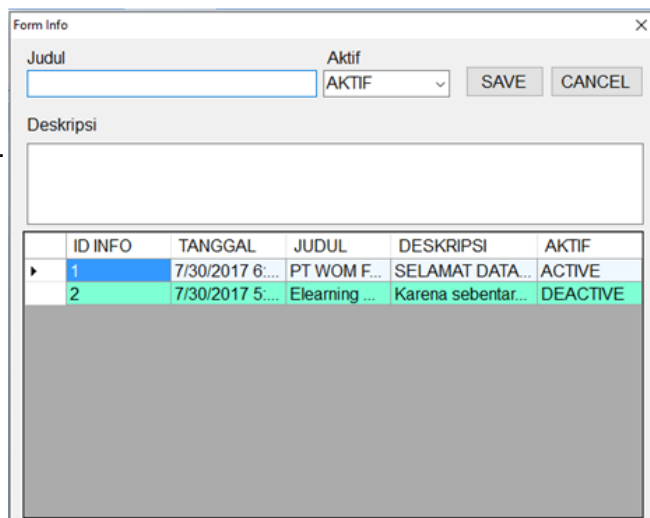 Form Info
Judul Aktif
AKTIF SAVE CANCEL
Deskripsi
ID INFO TANGGAL JUDUL DESKRIPSI AKTIF
1 7/30/2017 6:... PT WOM F... SELAMAT DATA... ACTIVE
2 7/30/2017 5:... Elearning ... Karena sebentar... DEACTIVE